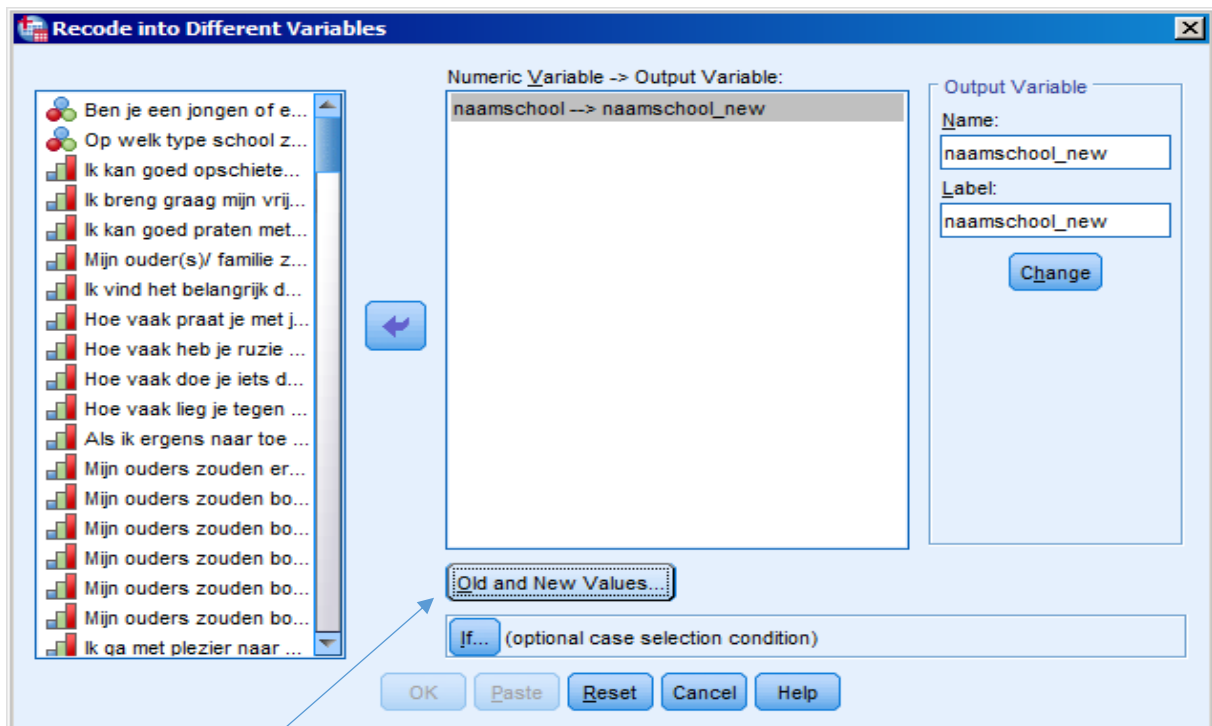 Recode into Different Variables
Ben je een jongen of e...
Op welk type school z...
Ik kan goed opschiete...
Ik breng graag mijn vrij...
Ik kan goed praten met...
Mijn ouder(s)/ familie z...
Ik vind het belangrijk d...
Hoe vaak praat je met j...
Hoe vaak heb je ruzie ...
Hoe vaak doe je iets d...
Hoe vaak lieg je tegen ...
Als ik ergens naar toe ...
Mijn ouders zouden er...
Mijn ouders zouden bo...
Mijn ouders zouden bo...
Mijn ouders zouden bo...
Mijn ouders zouden bo...
Mijn ouders zouden bo...
Ik ga met plezier naar ...
Numeric Variable -> Output Variable:
naamschool --> naamschool_new
Output Variable
Name:
naamschool_new
Label:
naamschool_new
Change
Old and New Values...
If... (optional case selection condition)
OK Paste Reset Cancel Help